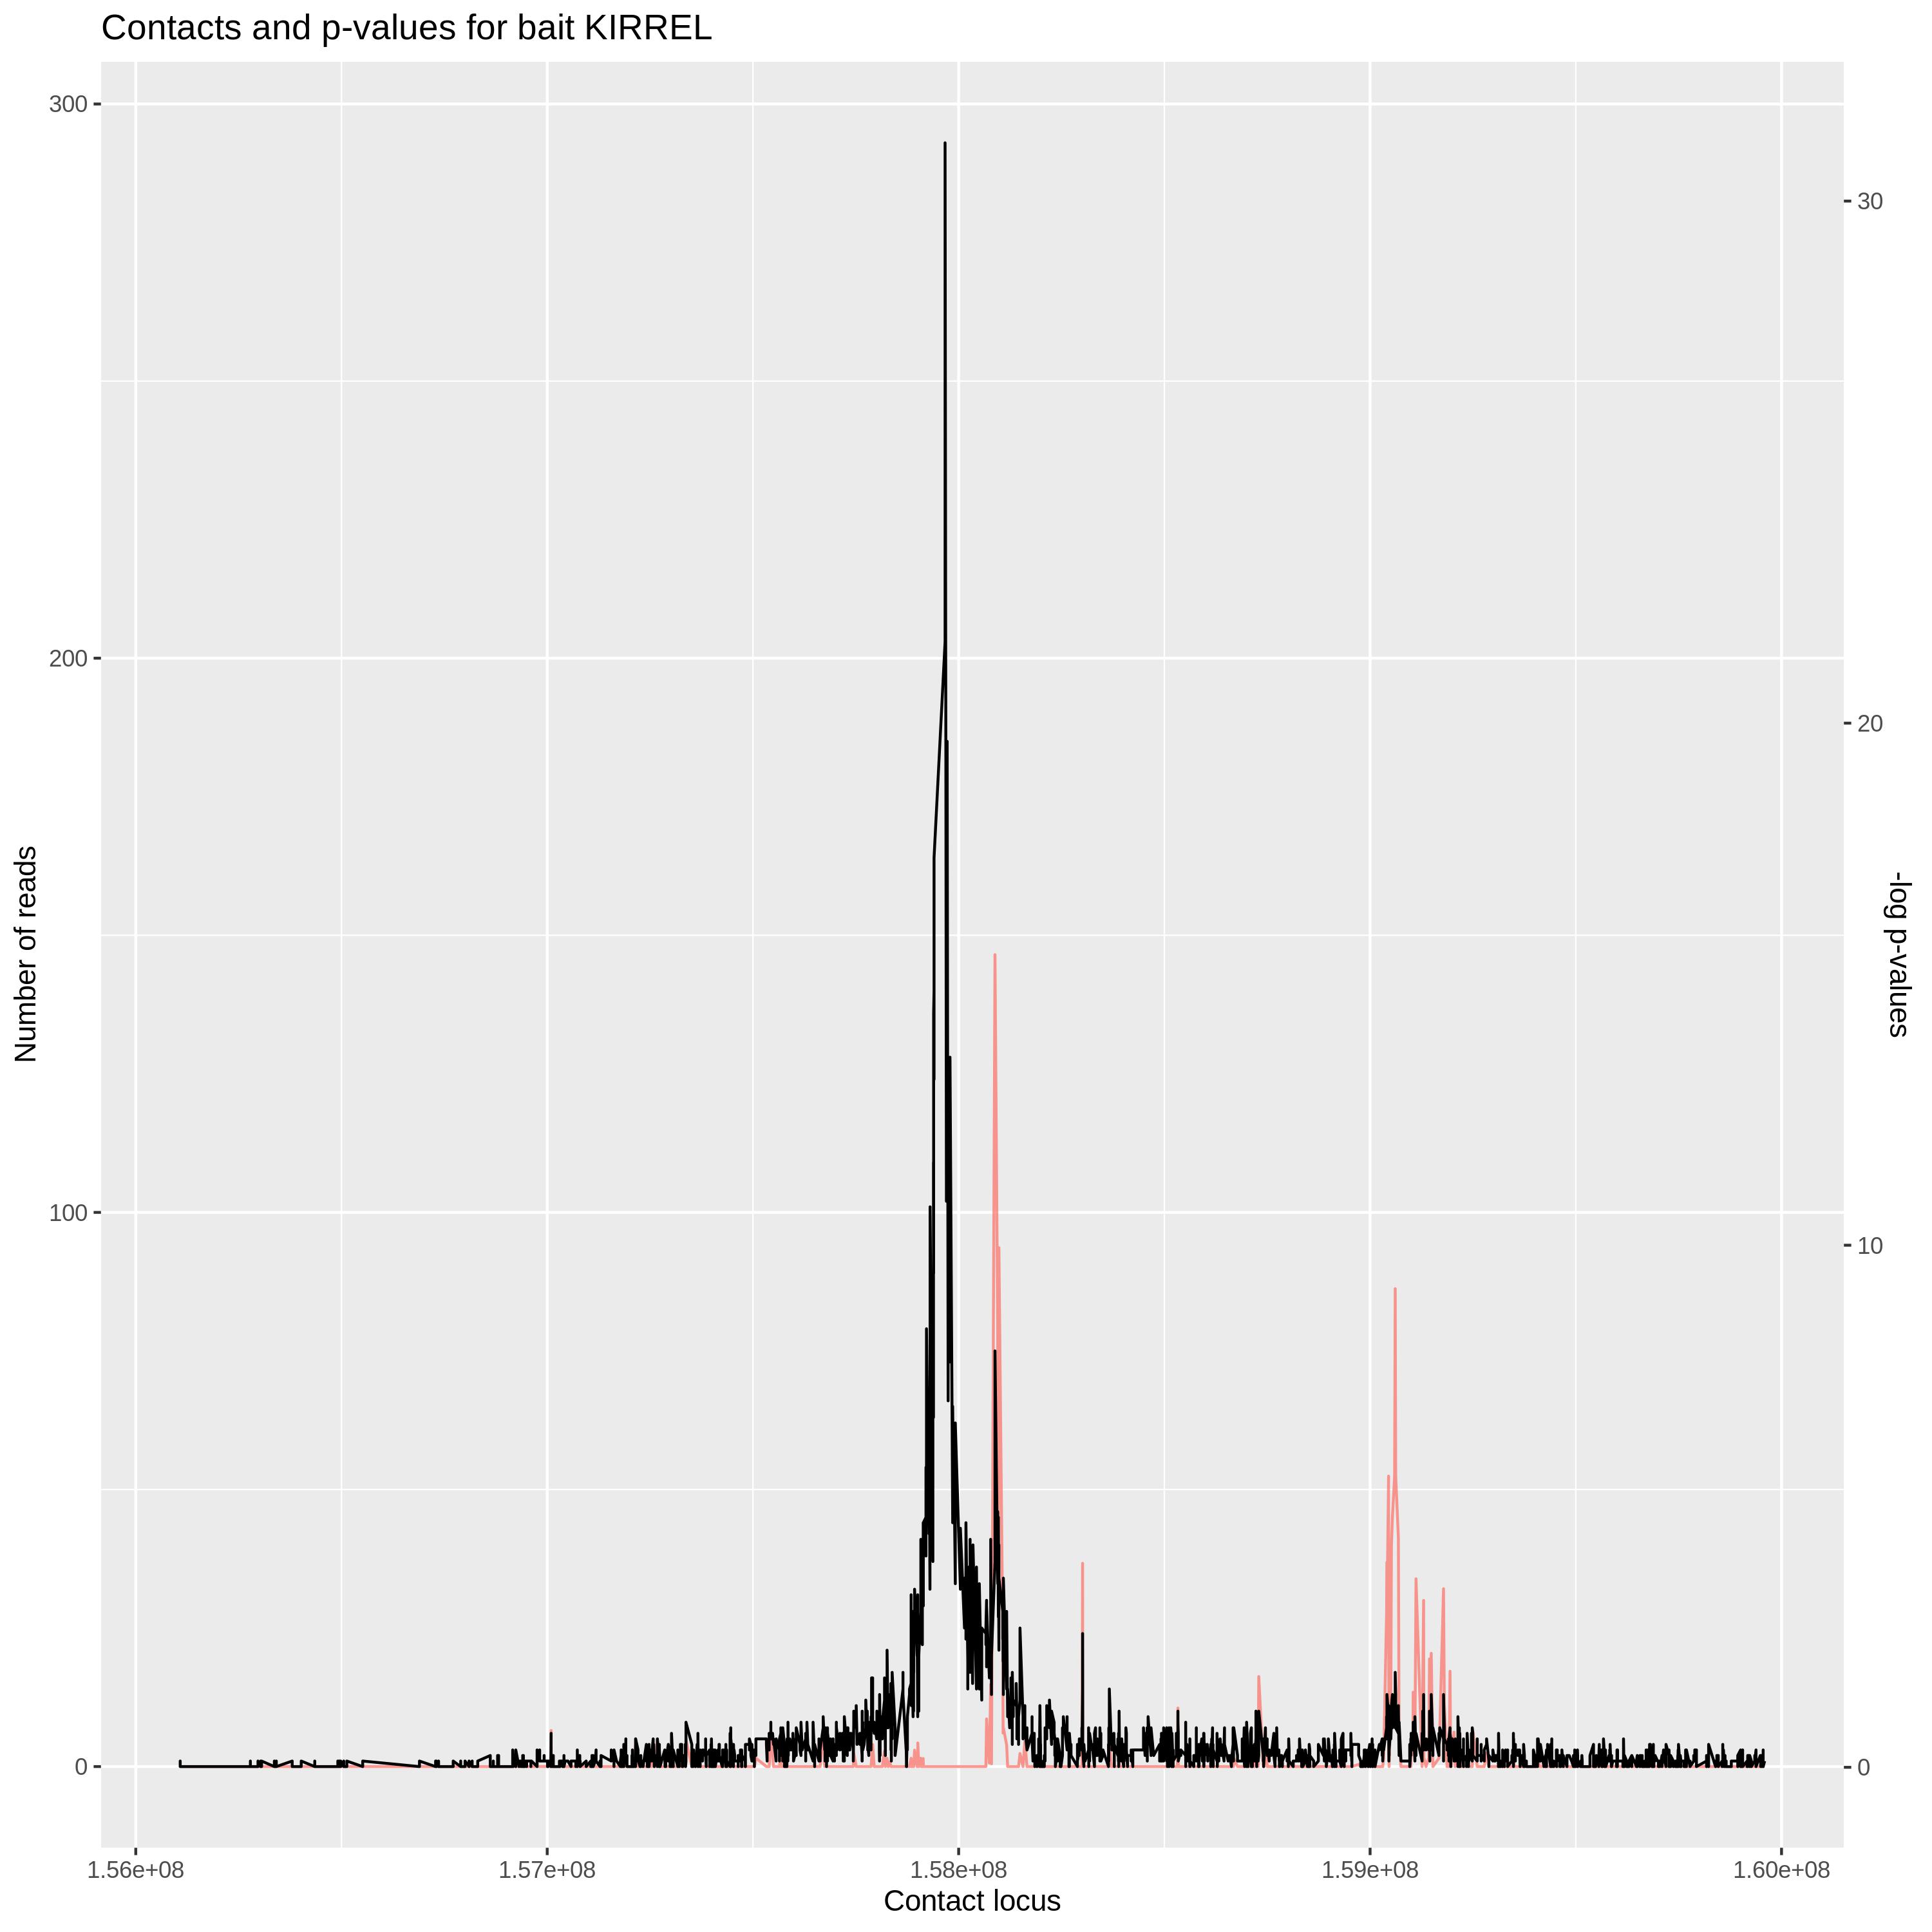 Contacts and p-values for bait KIRREL
300
200
100
0
Number of reads
30
20
10
0
-log p-values
1.56e+08
1.57e+08
1.58e+08
1.59e+08
1.60e+08
Contact locus